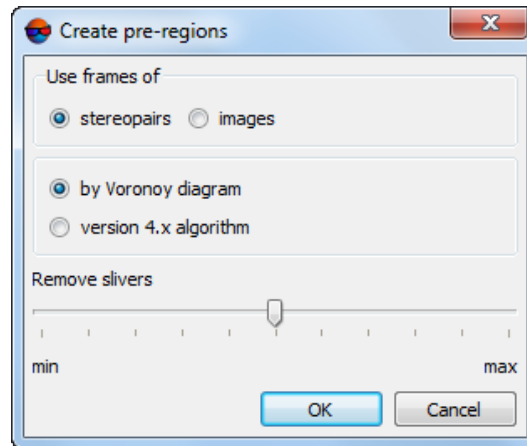 Create pre-regions
Use frames of
stereopairs images
by Voronoy diagram
version 4.x algorithm
Remove slivers
min max
OK Cancel